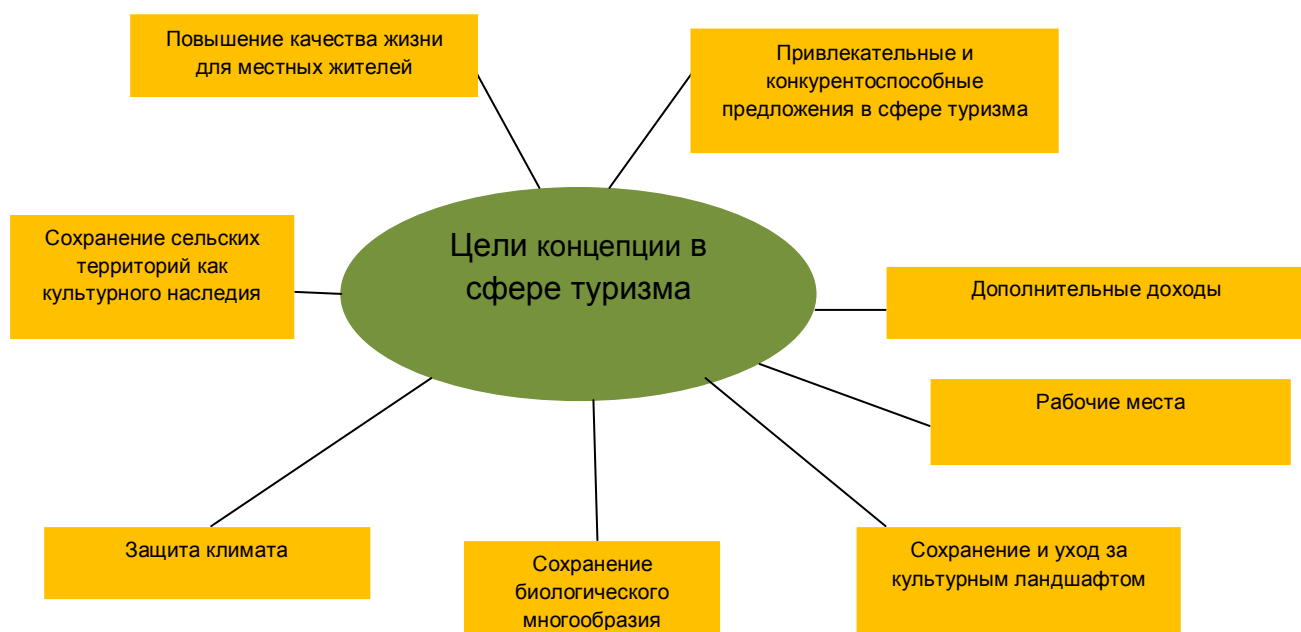 Повышение качества жизни
для местных жителей
Привлекательные и
конкурентоспособные
предложения в сфере туризма
Сохранение сельских
территорий как
культурного наследия
Цели концепции в
сфере туризма
Дополнительные доходы
Рабочие места
Защита климата
Сохранение
биологического
многообразия
Сохранение и уход за
культурным ландшафтом